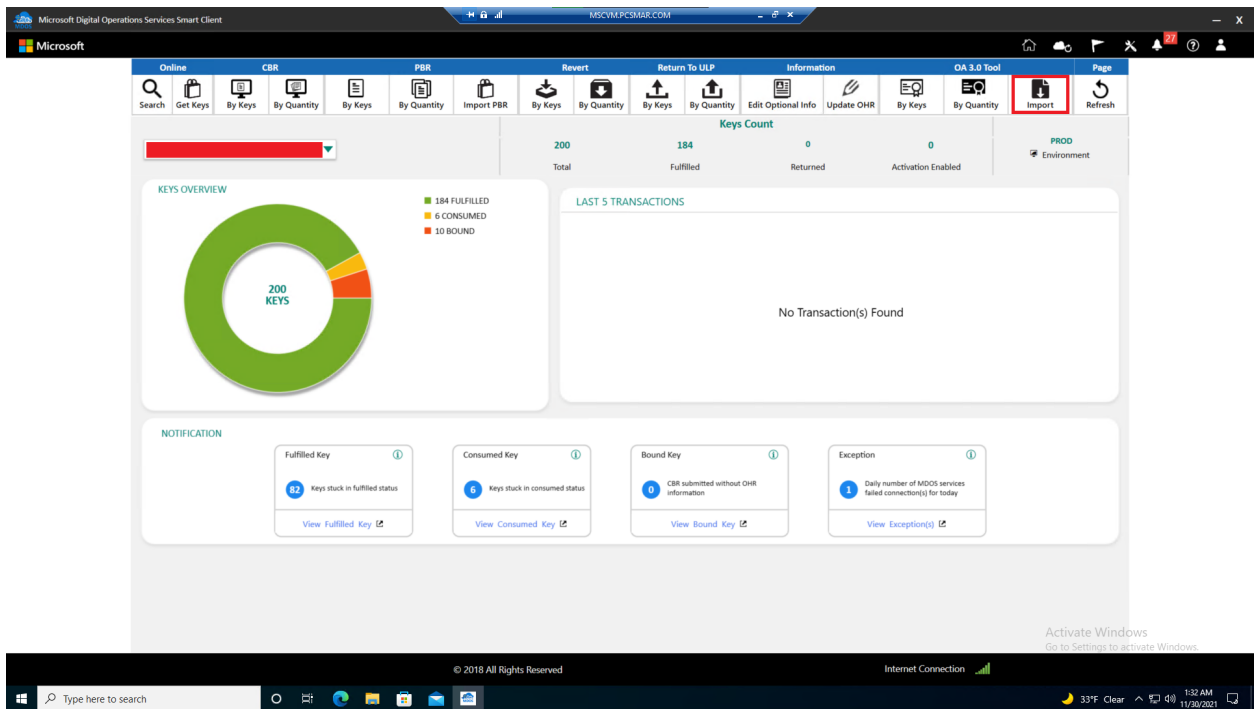 Microsoft Digital Operations Services Smart Client
MSCVM.PCSMAR.COM
Microsoft
27
Online CBR PBR Revert Return To ULP Information OA 3.0 Tool Page
Search Get Keys By Keys By Quantity By Keys By Quantity Import PBR By Keys By Quantity By Keys By Quantity Edit Optional Info Update OHR By Keys By Quantity Import Refresh
Keys Count
200 184 0 0 PROD
Total Fulfilled Returned Activation Enabled Environment
KEYS OVERVIEW
184 FULFILLED
6 CONSUMED
10 BOUND
200
KEYS
LAST 5 TRANSACTIONS
No Transaction(s) Found
NOTIFICATION
Fulfilled Key
82 Keys stuck in fulfilled status
View Fulfilled Key
Consumed Key
6 Keys stuck in consumed status
View Consumed Key
Bound Key
0 CBR submitted without OHR
information
View Bound Key
Exception
1 Daily number of MDOS services
failed connection(s) for today
View Exception(s)
Activate Windows
Go to Settings to activate Windows.
© 2018 All Rights Reserved
Internet Connection
Type here to search
33°F Clear
1:32 AM
11/30/2021